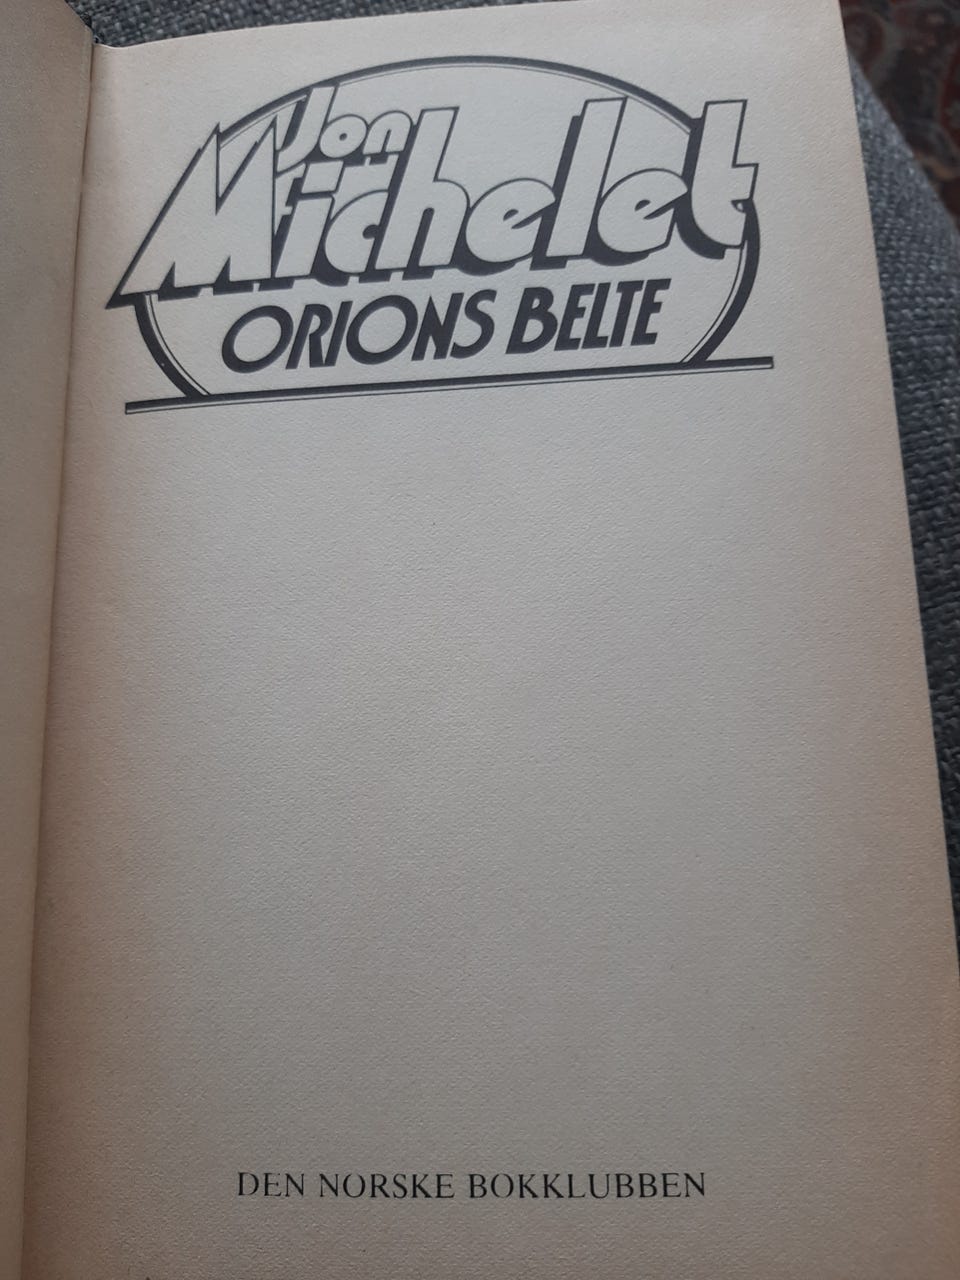 Jon
Michelet
ORIONS BELTE
DEN NORSKE BOKKLUBBEN